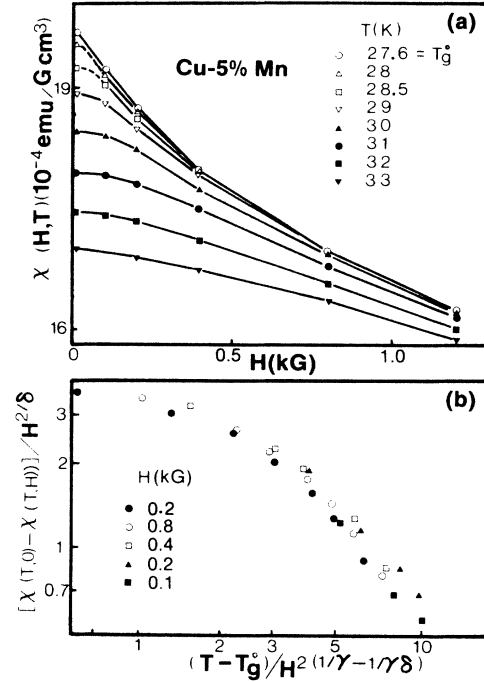 (a)
T(K)
27.6 = T°g
28
28.5
29
30
31
32
33
Cu-5% Mn
19
16
χ (H,T)(10⁻⁴ emu/G cm³)
0
0.5
1.0
H(kG)
(b)
3
2
1
0.7
[χ(T,0)−χ(T,H))]/H^2/δ
H(kG)
0.2
0.8
0.4
0.2
0.1
1
2
3
5
10
(T−T°g)/H^2(1/γ−1/γδ)